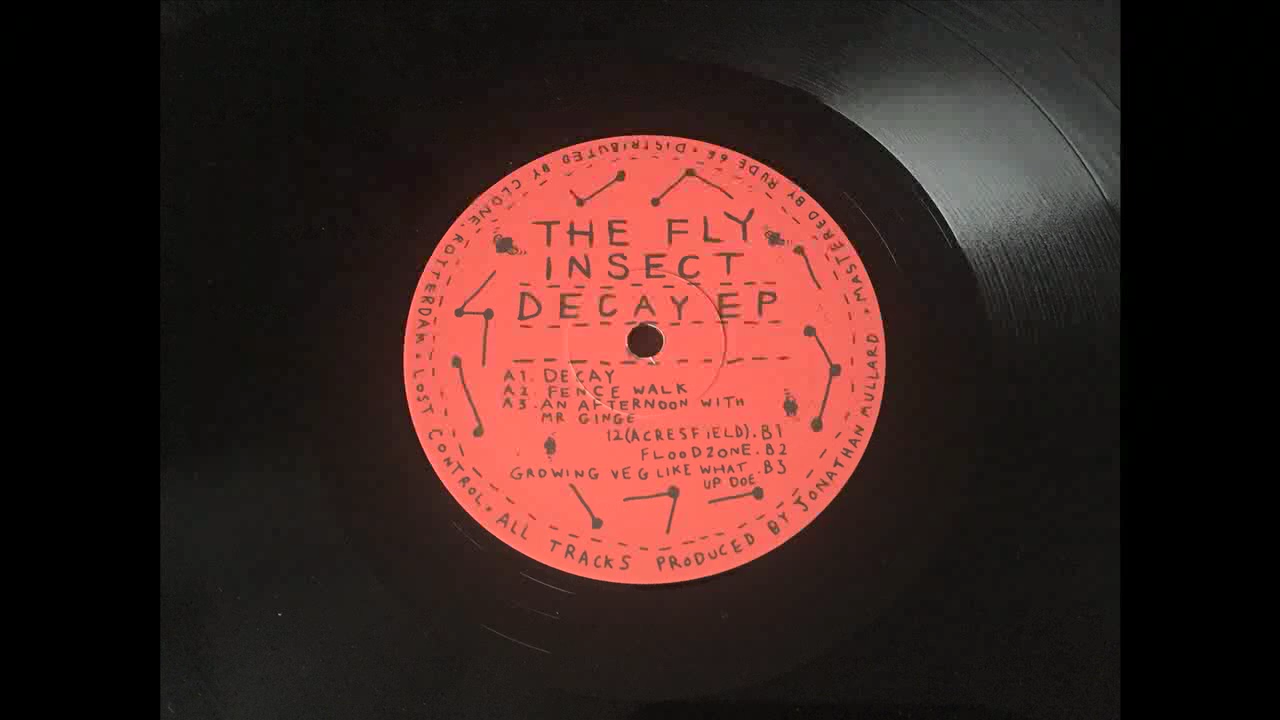 THE FLY
INSECT
DECAY EP
A1. DECAY
A2. FENCE WALK
A3. AN AFTERNOON WITH
MR GINGE
12(ACRESFIELD). B1
FLOODZONE. B2
GROWING VEG LIKE WHAT. B3
UP DOE
LOST CONTROL. ALL TRACKS PRODUCED BY JONATHAN MULLARD. MASTERED BY RUDE 66. DISTRIBUTED BY CLONE, ROTTERDAM.